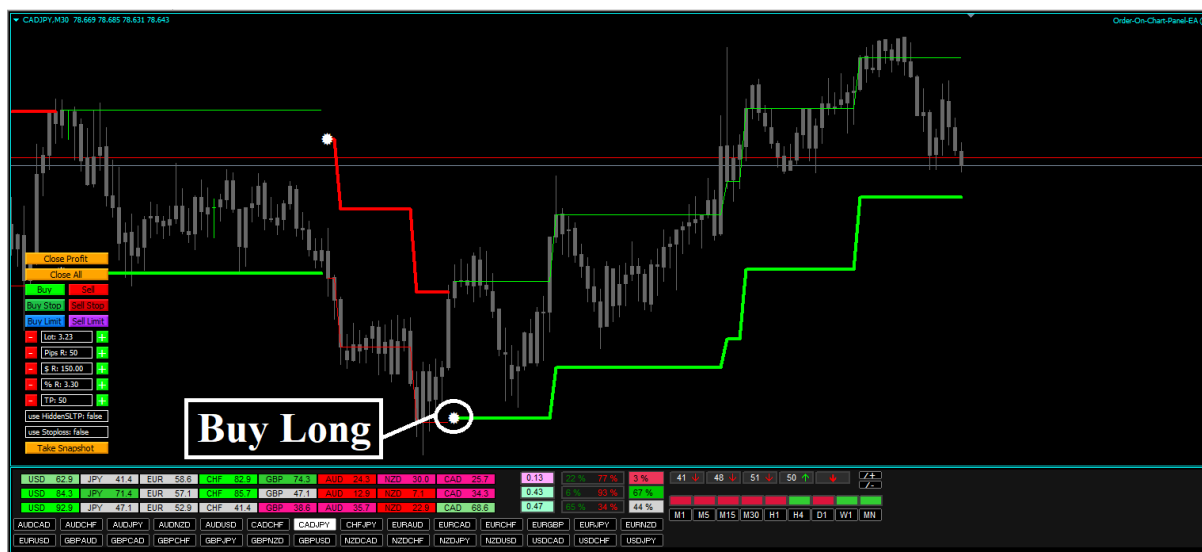 CADJPY,M30 78.669 78.685 78.631 78.643
Order-On-Chart-Panel-EA
Close Profit
Close All
Buy Sell
Buy Stop Sell Stop
Buy Limit Sell Limit
- Lot: 3.23 +
- Pips R: 50 +
- $ R: 150.00 +
- % R: 3.30 +
- TP: 50 +
use HiddenSLTP: false
use Stoploss: false
Take Snapshot
Buy Long
USD 62.9 JPY 41.4 EUR 58.6 CHF 82.9 GBP 74.3 AUD 24.3 NZD 30.0 CAD 25.7 0.13 22 % 77 % 3 % 41 ↓ 48 ↓ 51 ↓ 50 ↑ ↓ /+
/-
USD 84.3 JPY 71.4 EUR 57.1 CHF 85.7 GBP 47.1 AUD 12.9 NZD 7.1 CAD 34.3 0.43 6 % 93 % 67 %
USD 92.9 JPY 47.1 EUR 52.9 CHF 41.4 GBP 38.6 AUD 35.7 NZD 22.9 CAD 68.6 0.47 65 % 34 % 44 %
M1 M5 M15 M30 H1 H4 D1 W1 MN
AUDCAD AUDCHF AUDJPY AUDNZD AUDUSD CADCHF CADJPY CHFJPY EURAUD EURCAD EURCHF EURGBP EURJPY EURNZD
EURUSD GBPAUD GBPCAD GBPCHF GBPJPY GBPNZD GBPUSD NZDCAD NZDCHF NZDJPY NZDUSD USDCAD USDCHF USDJPY